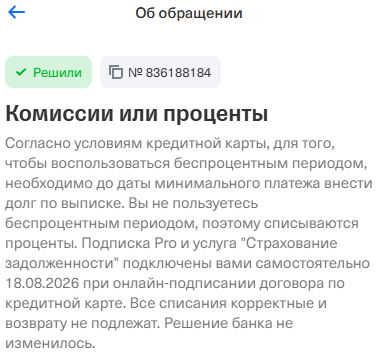 Об обращении
Решили
№ 836188184
Комиссии или проценты
Согласно условиям кредитной карты, для того,
чтобы воспользоваться беспроцентным периодом,
необходимо до даты минимального платежа внести
долг по выписке. Вы не пользуетесь
беспроцентным периодом, поэтому списываются
проценты. Подписка Pro и услуга "Страхование
задолженности" подключены вами самостоятельно
18.08.2026 при онлайн-подписании договора по
кредитной карте. Все списания корректные и
возврату не подлежат. Решение банка не
изменилось.